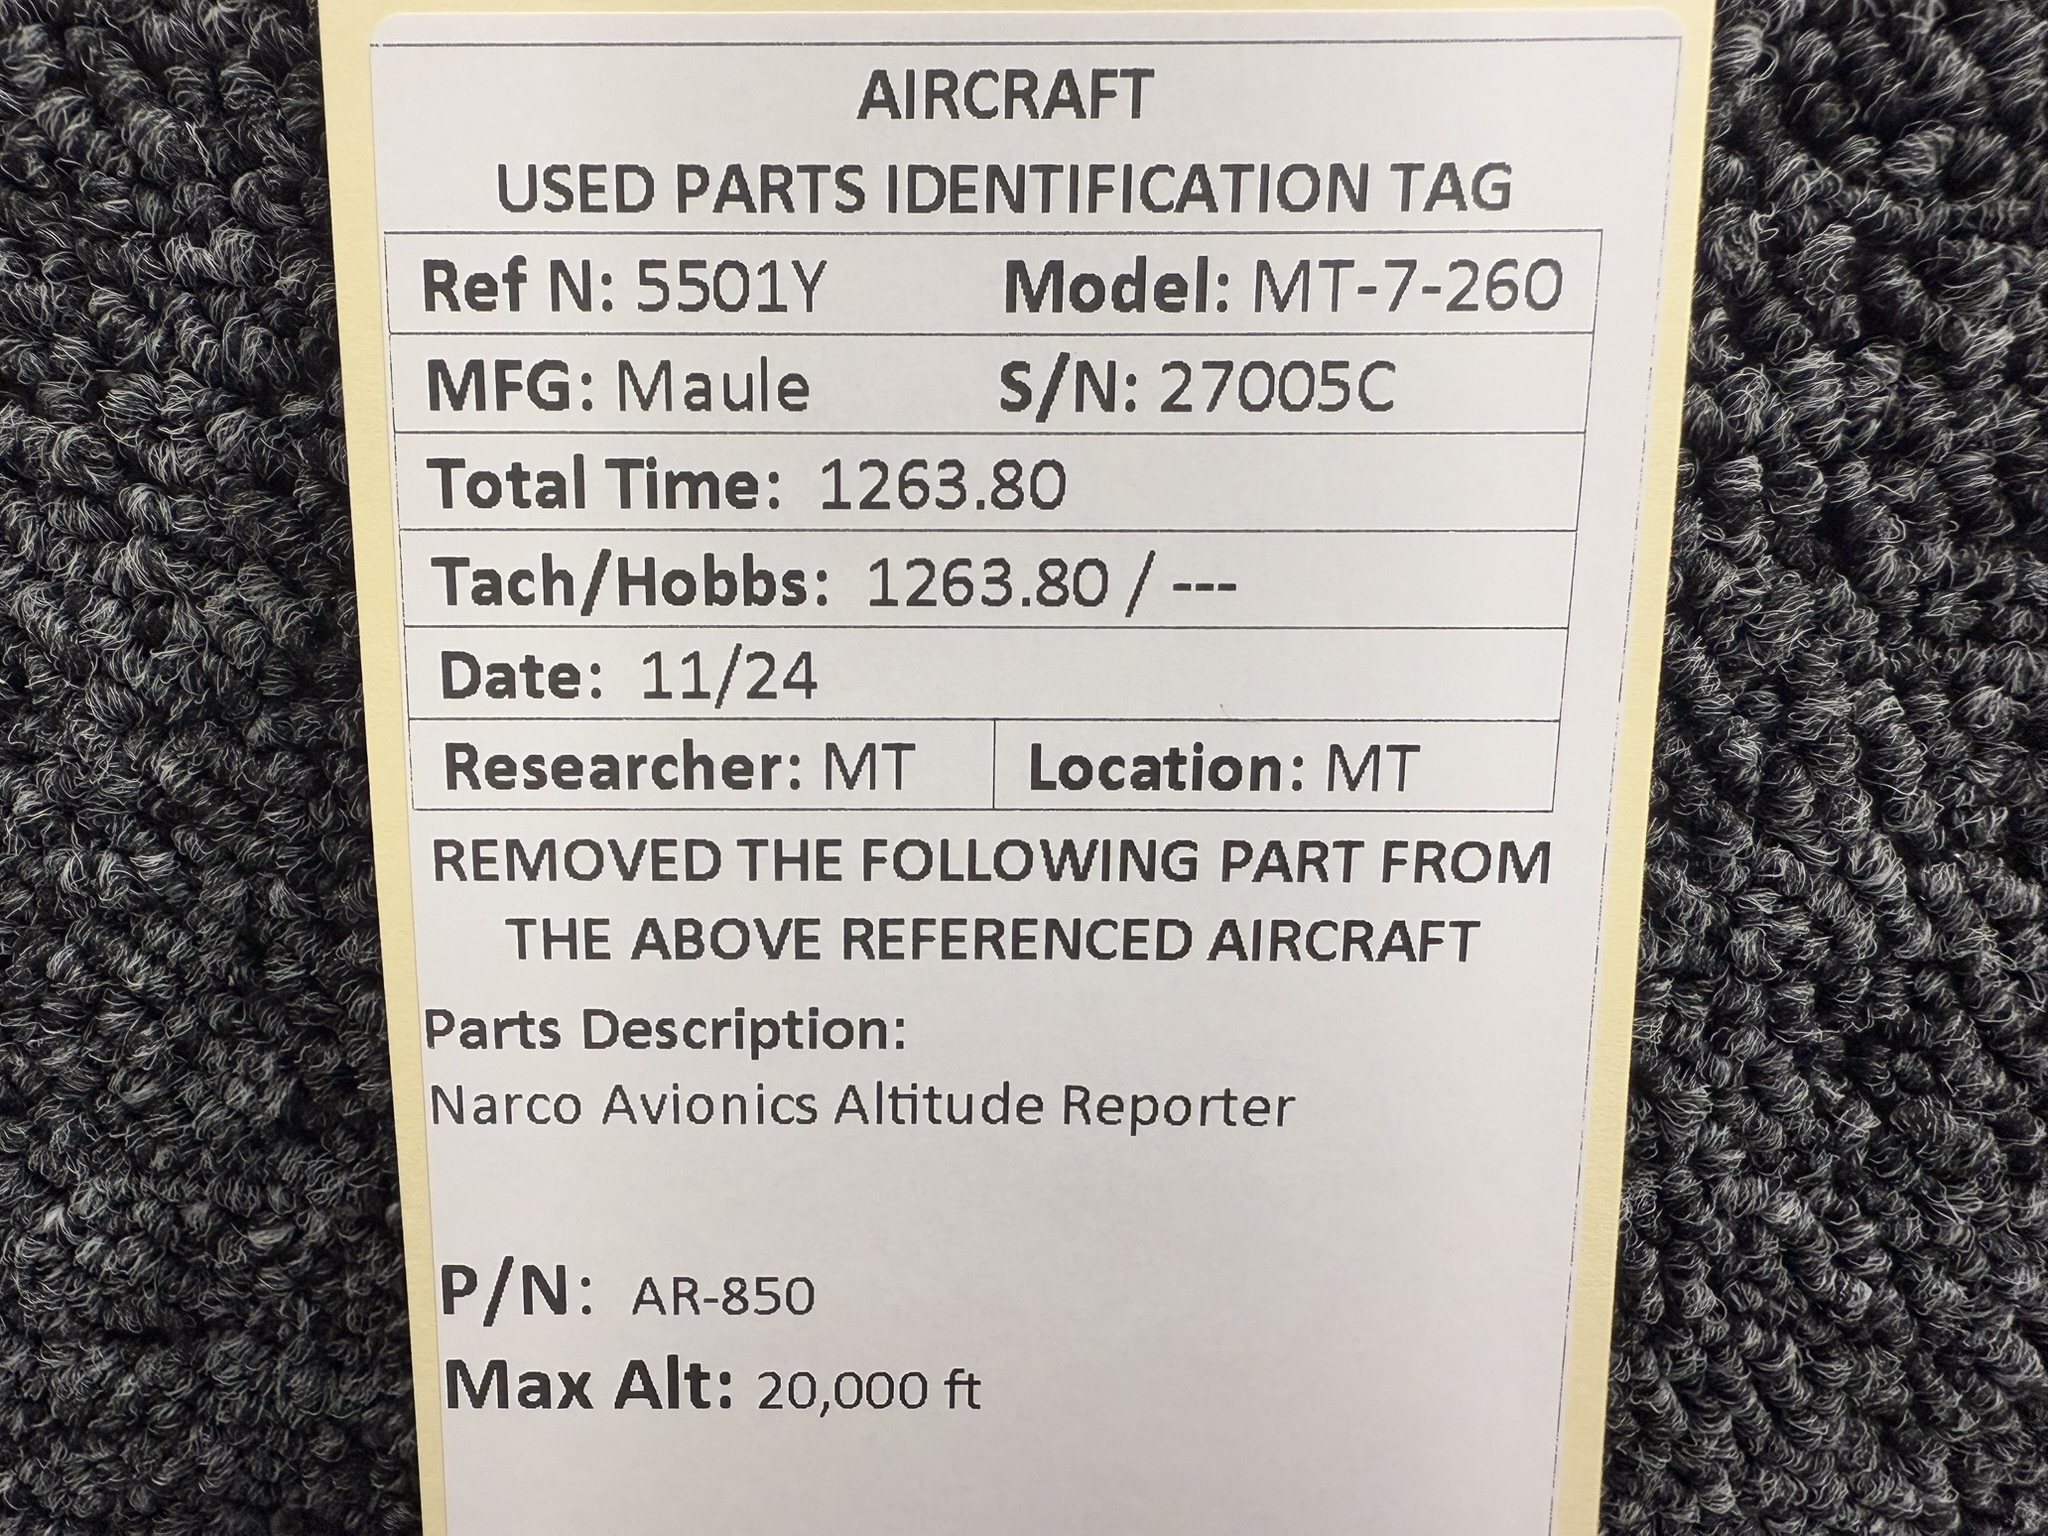 AIRCRAFT
USED PARTS IDENTIFICATION TAG
Ref N: 5501Y Model: MT-7-260
MFG: Maule S/N: 27005C
Total Time: 1263.80
Tach/Hobbs: 1263.80 / ---
Date: 11/24
Researcher: MT Location: MT
REMOVED THE FOLLOWING PART FROM
THE ABOVE REFERENCED AIRCRAFT
Parts Description:
Narco Avionics Altitude Reporter
P/N: AR-850
Max Alt: 20,000 ft